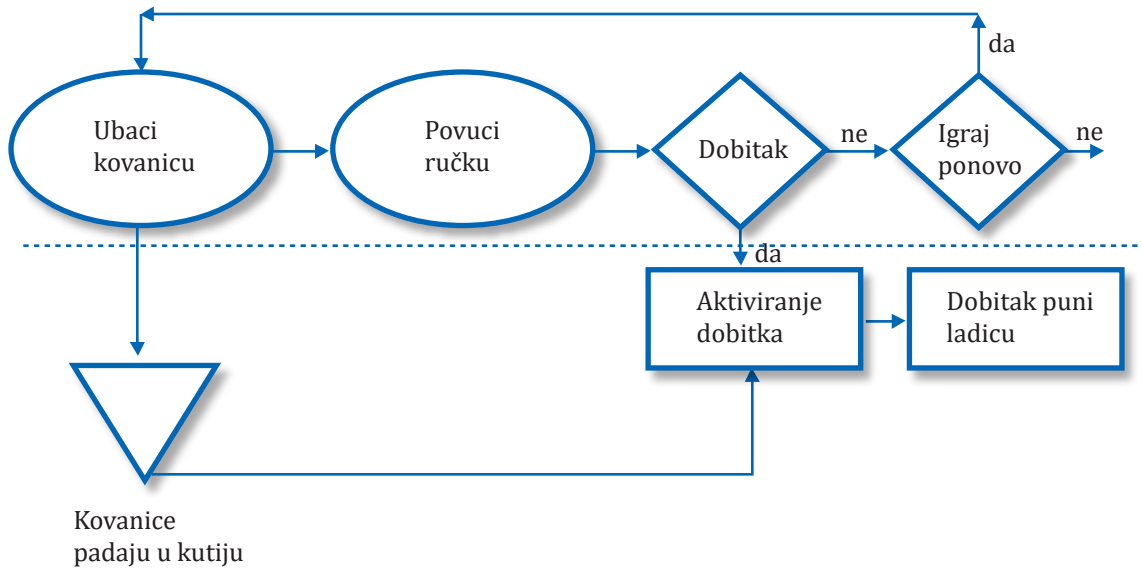 da
Ubaci
kovanicu
Povuci
ručku
Dobitak
ne
Igraj
ponovo
ne
da
Aktiviranje
dobitka
Dobitak puni
ladicu
Kovanice
padaju u kutiju